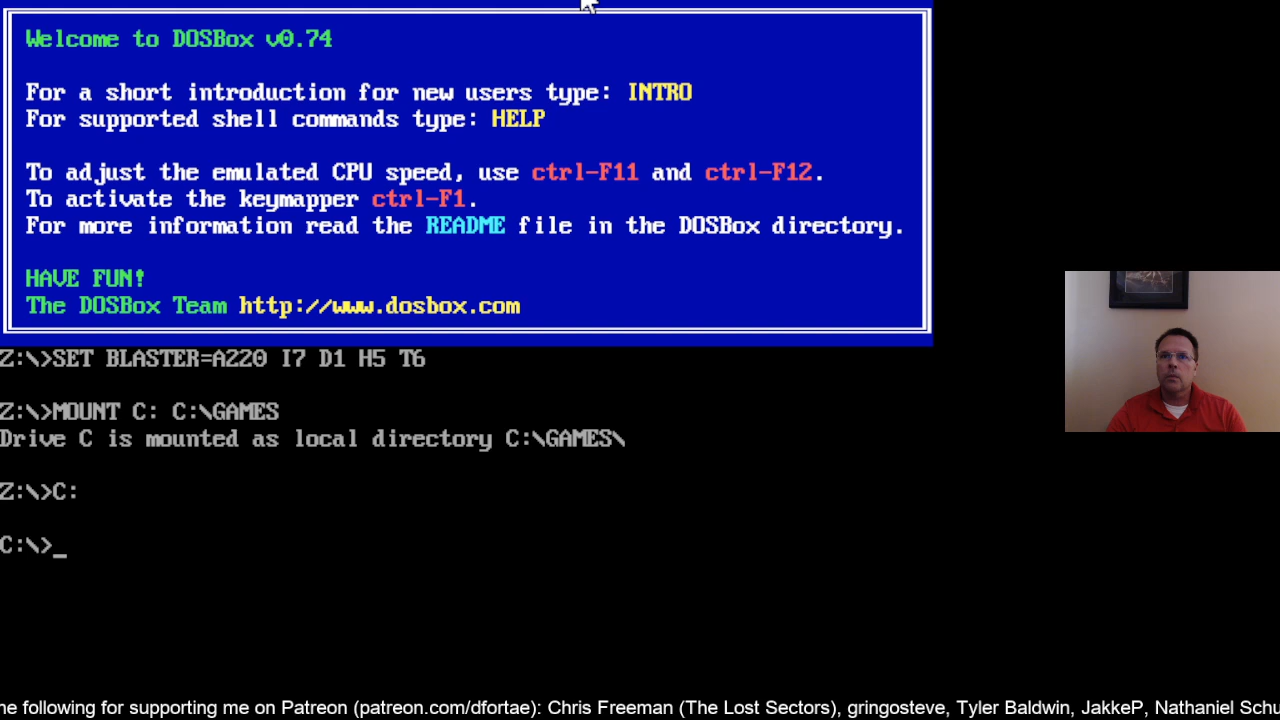 Welcome to DOSBox v0.74
For a short introduction for new users type: INTRO
For supported shell commands type: HELP
To adjust the emulated CPU speed, use ctrl-F11 and ctrl-F12.
To activate the keymapper ctrl-F1.
For more information read the README file in the DOSBox directory.
HAVE FUN!
The DOSBox Team http://www.dosbox.com
Z:\>SET BLASTER=A220 I7 D1 H5 T6
Z:\>MOUNT C: C:\GAMES
Drive C is mounted as local directory C:\GAMES\
Z:\>C:
C:\>_
he following for supporting me on Patreon (patreon.com/dfortae): Chris Freeman (The Lost Sectors), gringosteve, Tyler Baldwin, JakkeP, Nathaniel Schu